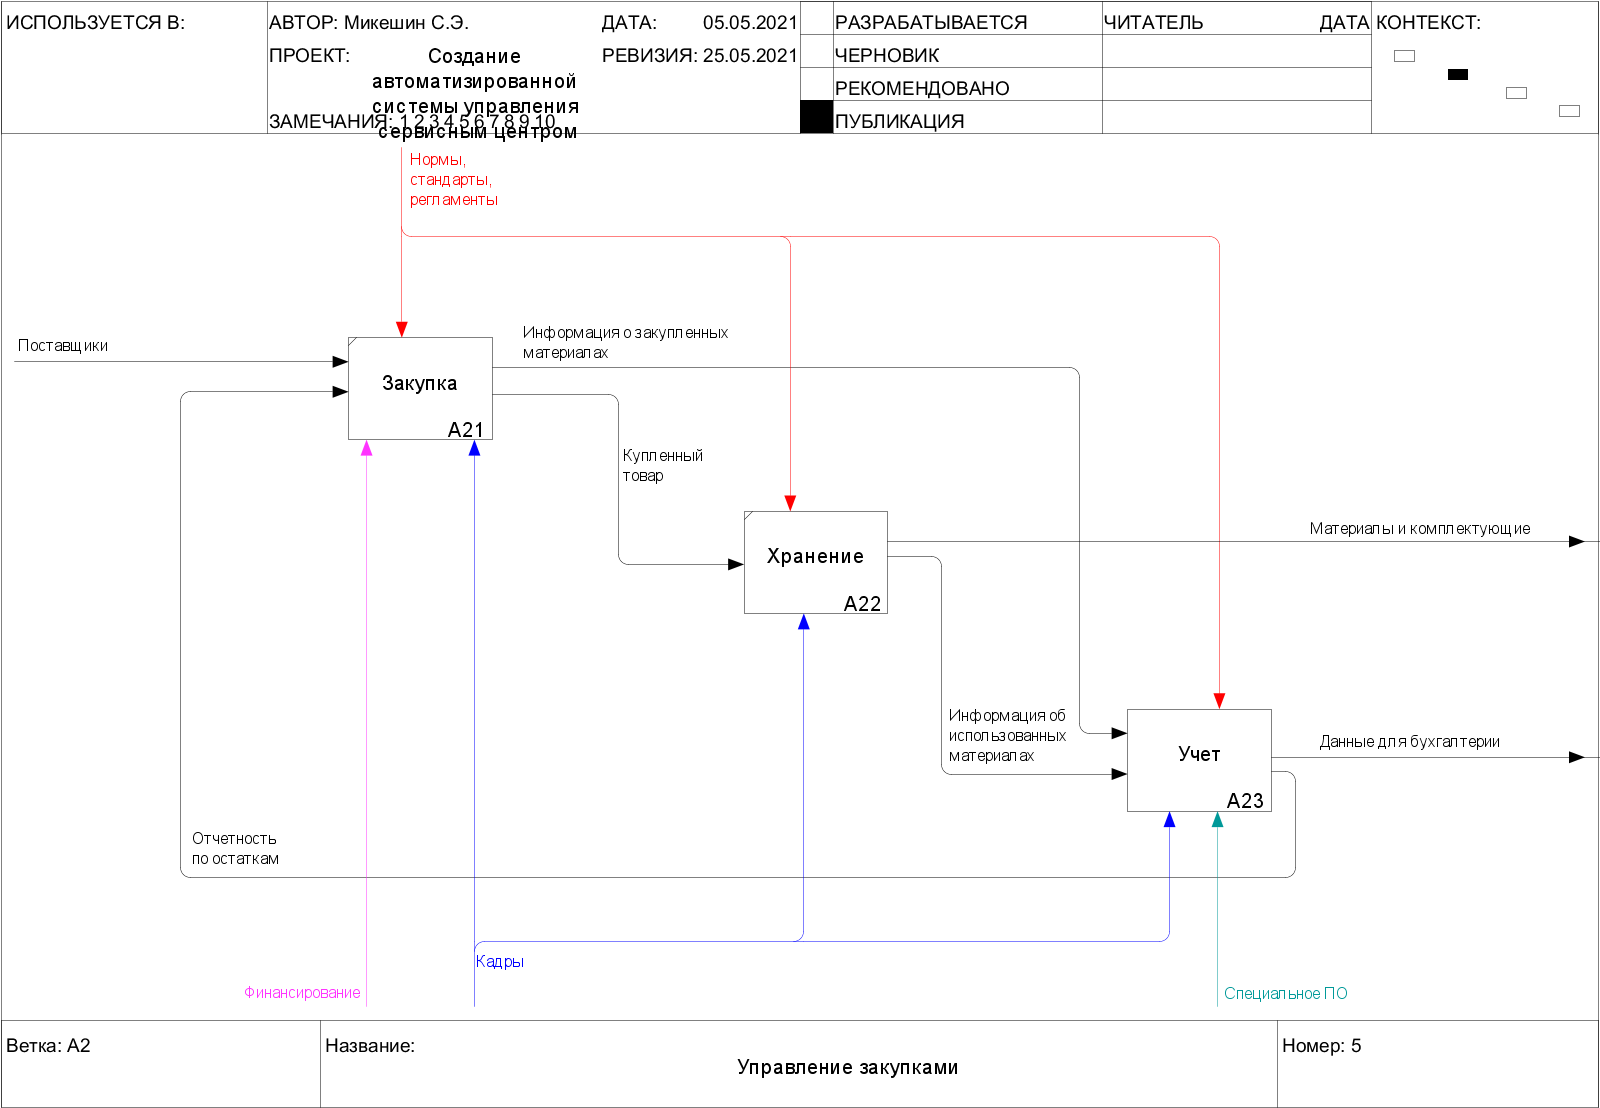 ИСПОЛЬЗУЕТСЯ В:
АВТОР: Микешин С.Э.
ДАТА: 05.05.2021
РАЗРАБАТЫВАЕТСЯ
ЧИТАТЕЛЬ
ДАТА
КОНТЕКСТ:
ПРОЕКТ:
Создание
автоматизированной
системы управления
сервисным центром
РЕВИЗИЯ: 25.05.2021
ЧЕРНОВИК
РЕКОМЕНДОВАНО
ЗАМЕЧАНИЯ: 1 2 3 4 5 6 7 8 9 10
ПУБЛИКАЦИЯ
Нормы,
стандарты,
регламенты
Поставщики
Информация о закупленных
материалах
Закупка
A21
Купленный
товар
Материалы и комплектующие
Хранение
A22
Информация об
использованных
материалах
Данные для бухгалтерии
Учет
A23
Отчетность
по остаткам
Кадры
Финансирование
Специальное ПО
Ветка: A2
Название:
Управление закупками
Номер: 5